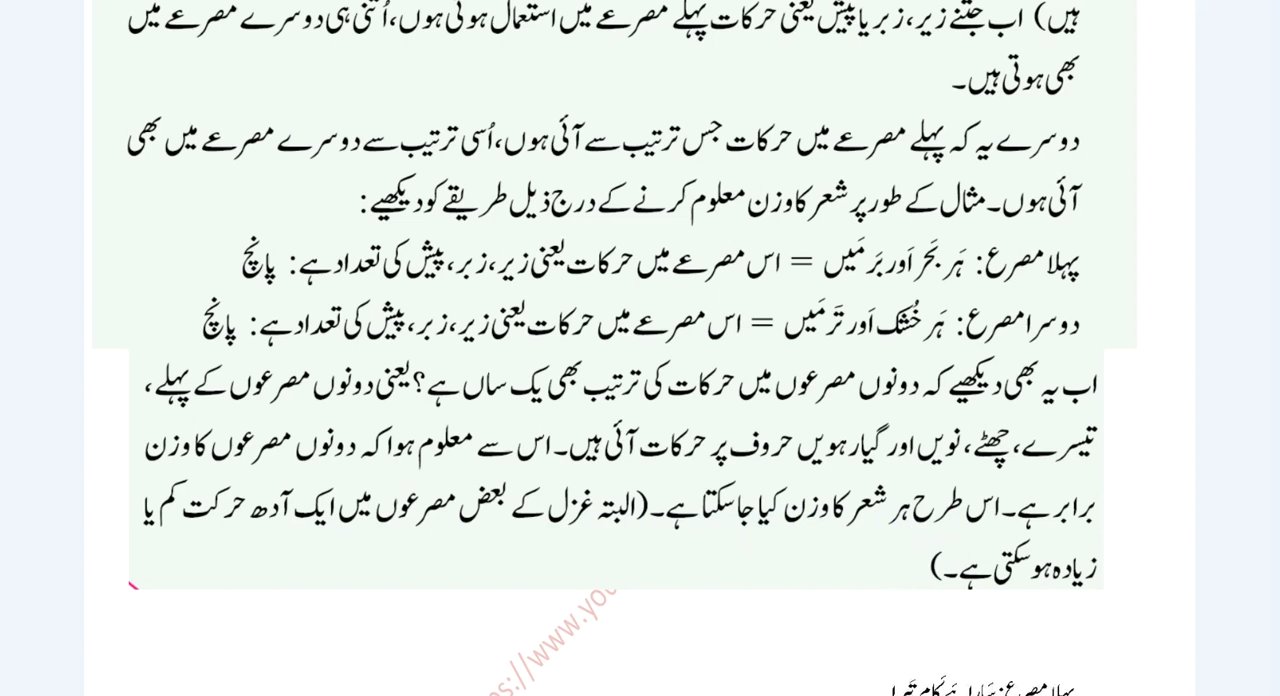 ہیں) اب جتنے زیر، زبر یا پیش یعنی حرکات پہلے مصرعے میں استعمال ہوئی ہوں، اُتنی ہی دوسرے مصرعے میں
بھی ہوتی ہیں۔
دوسرے یہ کہ پہلے مصرعے میں حرکات جس ترتیب سے آئی ہوں، اُسی ترتیب سے دوسرے مصرعے میں بھی
آئی ہوں۔ مثال کے طور پر شعر کا وزن معلوم کرنے کے درج ذیل طریقے کو دیکھیے:
پہلا مصرع: ہَر بَحَر اَور بَر مَیں = اس مصرعے میں حرکات یعنی زیر، زبر، پیش کی تعداد ہے: پانچ
دوسرا مصرع: ہَر خُشک اَور تَر مَیں = اس مصرعے میں حرکات یعنی زیر، زبر، پیش کی تعداد ہے: پانچ
اب یہ بھی دیکھیے کہ دونوں مصرعوں میں حرکات کی ترتیب بھی یک ساں ہے؟ یعنی دونوں مصرعوں کے پہلے،
تیسرے، چھٹے، نویں اور گیارہویں حروف پر حرکات آئی ہیں۔ اس سے معلوم ہوا کہ دونوں مصرعوں کا وزن
برابر ہے۔ اس طرح ہر شعر کا وزن کیا جا سکتا ہے۔ (البتہ غزل کے بعض مصرعوں میں ایک آدھ حرکت کم یا
زیادہ ہو سکتی ہے۔)
ps://www.you
پہلا مصرع: